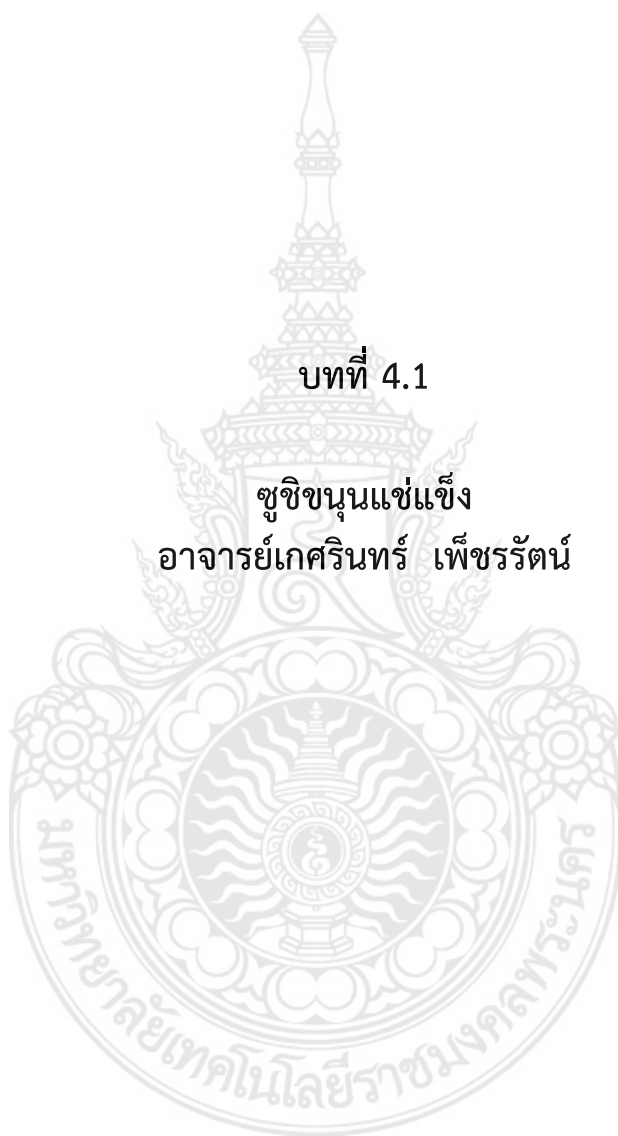 บทที่ 4.1
ซูชิขนุนแช่แข็ง
อาจารย์เกศรินทร์ เพ็ชรรัตน์
มหาวิทยาลัยเทคโนโลยีราชมงคลพระนคร